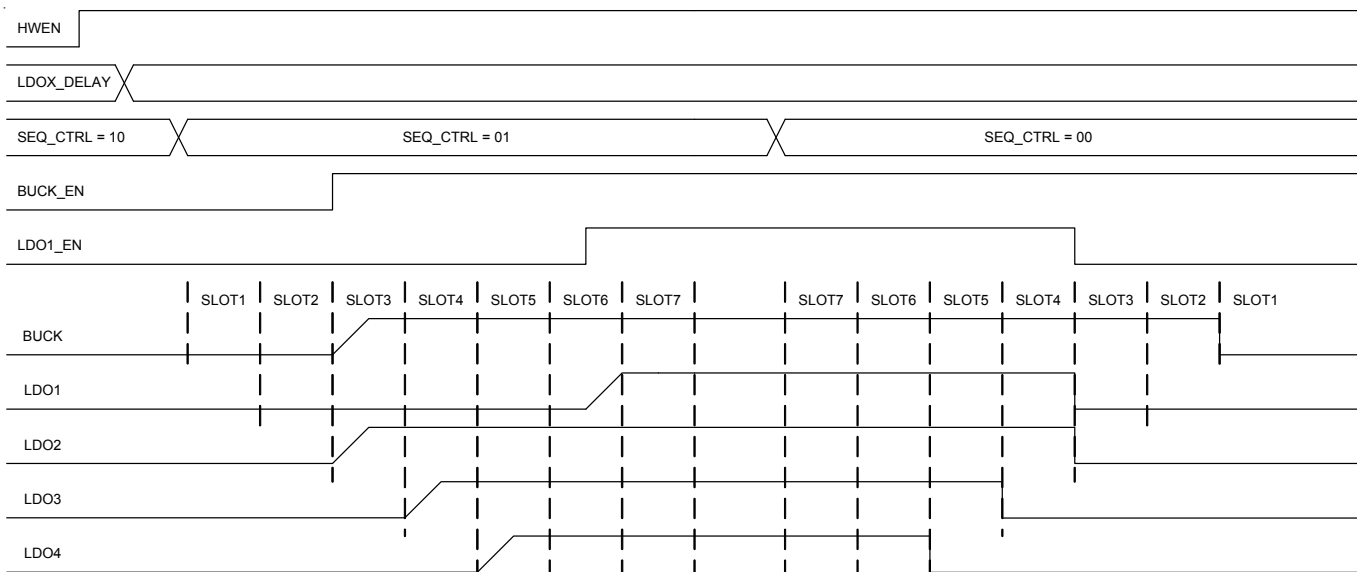 HWEN
LDOX_DELAY
SEQ_CTRL = 10 SEQ_CTRL = 01 SEQ_CTRL = 00
BUCK_EN
LDO1_EN
SLOT1 SLOT2 SLOT3 SLOT4 SLOT5 SLOT6 SLOT7 SLOT7 SLOT6 SLOT5 SLOT4 SLOT3 SLOT2 SLOT1
BUCK
LDO1
LDO2
LDO3
LDO4